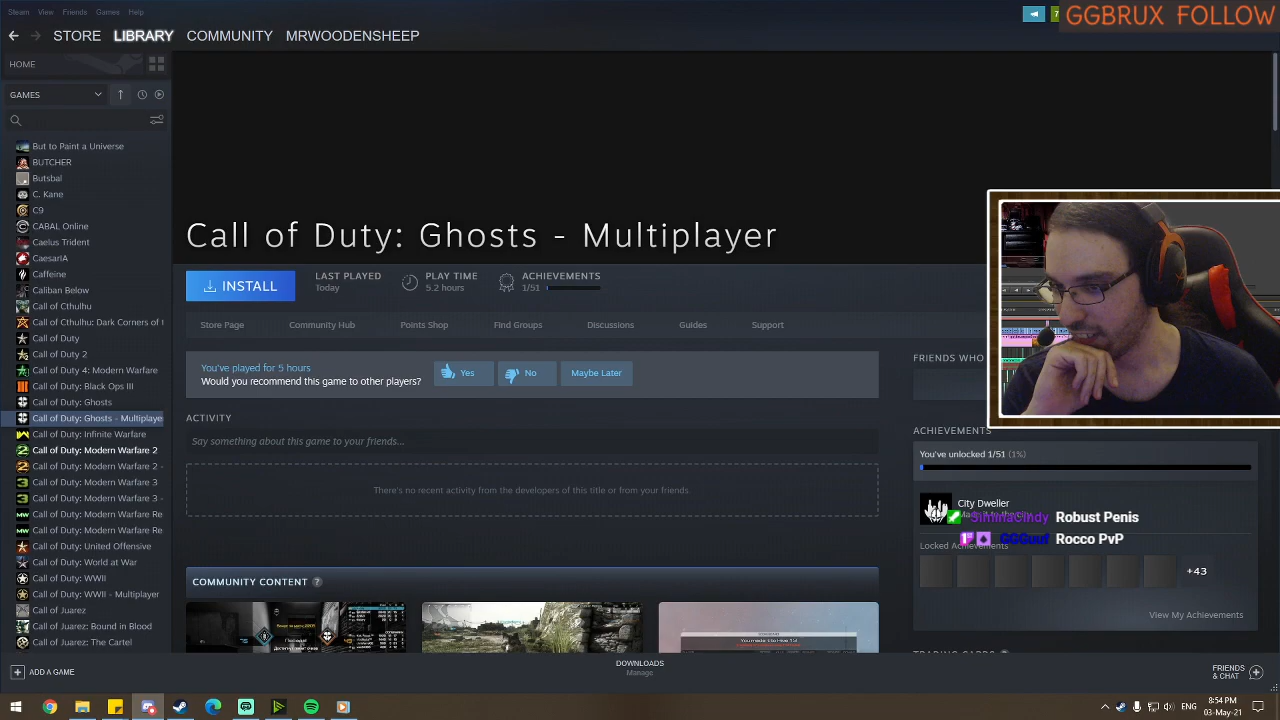 Steam View Friends Games Help
GGBRUX FOLLOW
STORE LIBRARY COMMUNITY MRWOODENSHEEP
HOME
GAMES
But to Paint a Universe
BUTCHER
Butsbal
C. Kane
C9
CABAL Online
Caelus Trident
CaesarIA
Caffeine
Caliban Below
Call of Cthulhu
Call of Cthulhu: Dark Corners of t
Call of Duty
Call of Duty 2
Call of Duty 4: Modern Warfare
Call of Duty: Black Ops III
Call of Duty: Ghosts
Call of Duty: Ghosts - Multiplaye
Call of Duty: Infinite Warfare
Call of Duty: Modern Warfare 2
Call of Duty: Modern Warfare 2 -
Call of Duty: Modern Warfare 3
Call of Duty: Modern Warfare 3 -
Call of Duty: Modern Warfare Re
Call of Duty: Modern Warfare Re
Call of Duty: United Offensive
Call of Duty: World at War
Call of Duty: WWII
Call of Duty: WWII - Multiplayer
Call of Juarez
Call of Juarez: Bound in Blood
Call of Juarez: The Cartel
Call of Duty: Ghosts - Multiplayer
INSTALL
LAST PLAYED
Today
PLAY TIME
5.2 hours
ACHIEVEMENTS
1/51
Store Page Community Hub Points Shop Find Groups Discussions Guides Support
You've played for 5 hours
Would you recommend this game to other players?
Yes
No
Maybe Later
ACTIVITY
Say something about this game to your friends...
There's no recent activity from the developers of this title or from your friends.
COMMUNITY CONTENT ?
FRIENDS WHO
ACHIEVEMENTS
You've unlocked 1/51 (1%)
City Dweller
SiminaCindy Robust Penis
GGGuuf Rocco PvP
Locked Achievements
+43
View My Achievements
ADD A GAME
DOWNLOADS
Manage
FRIENDS
& CHAT
8:54 PM
03-May-21